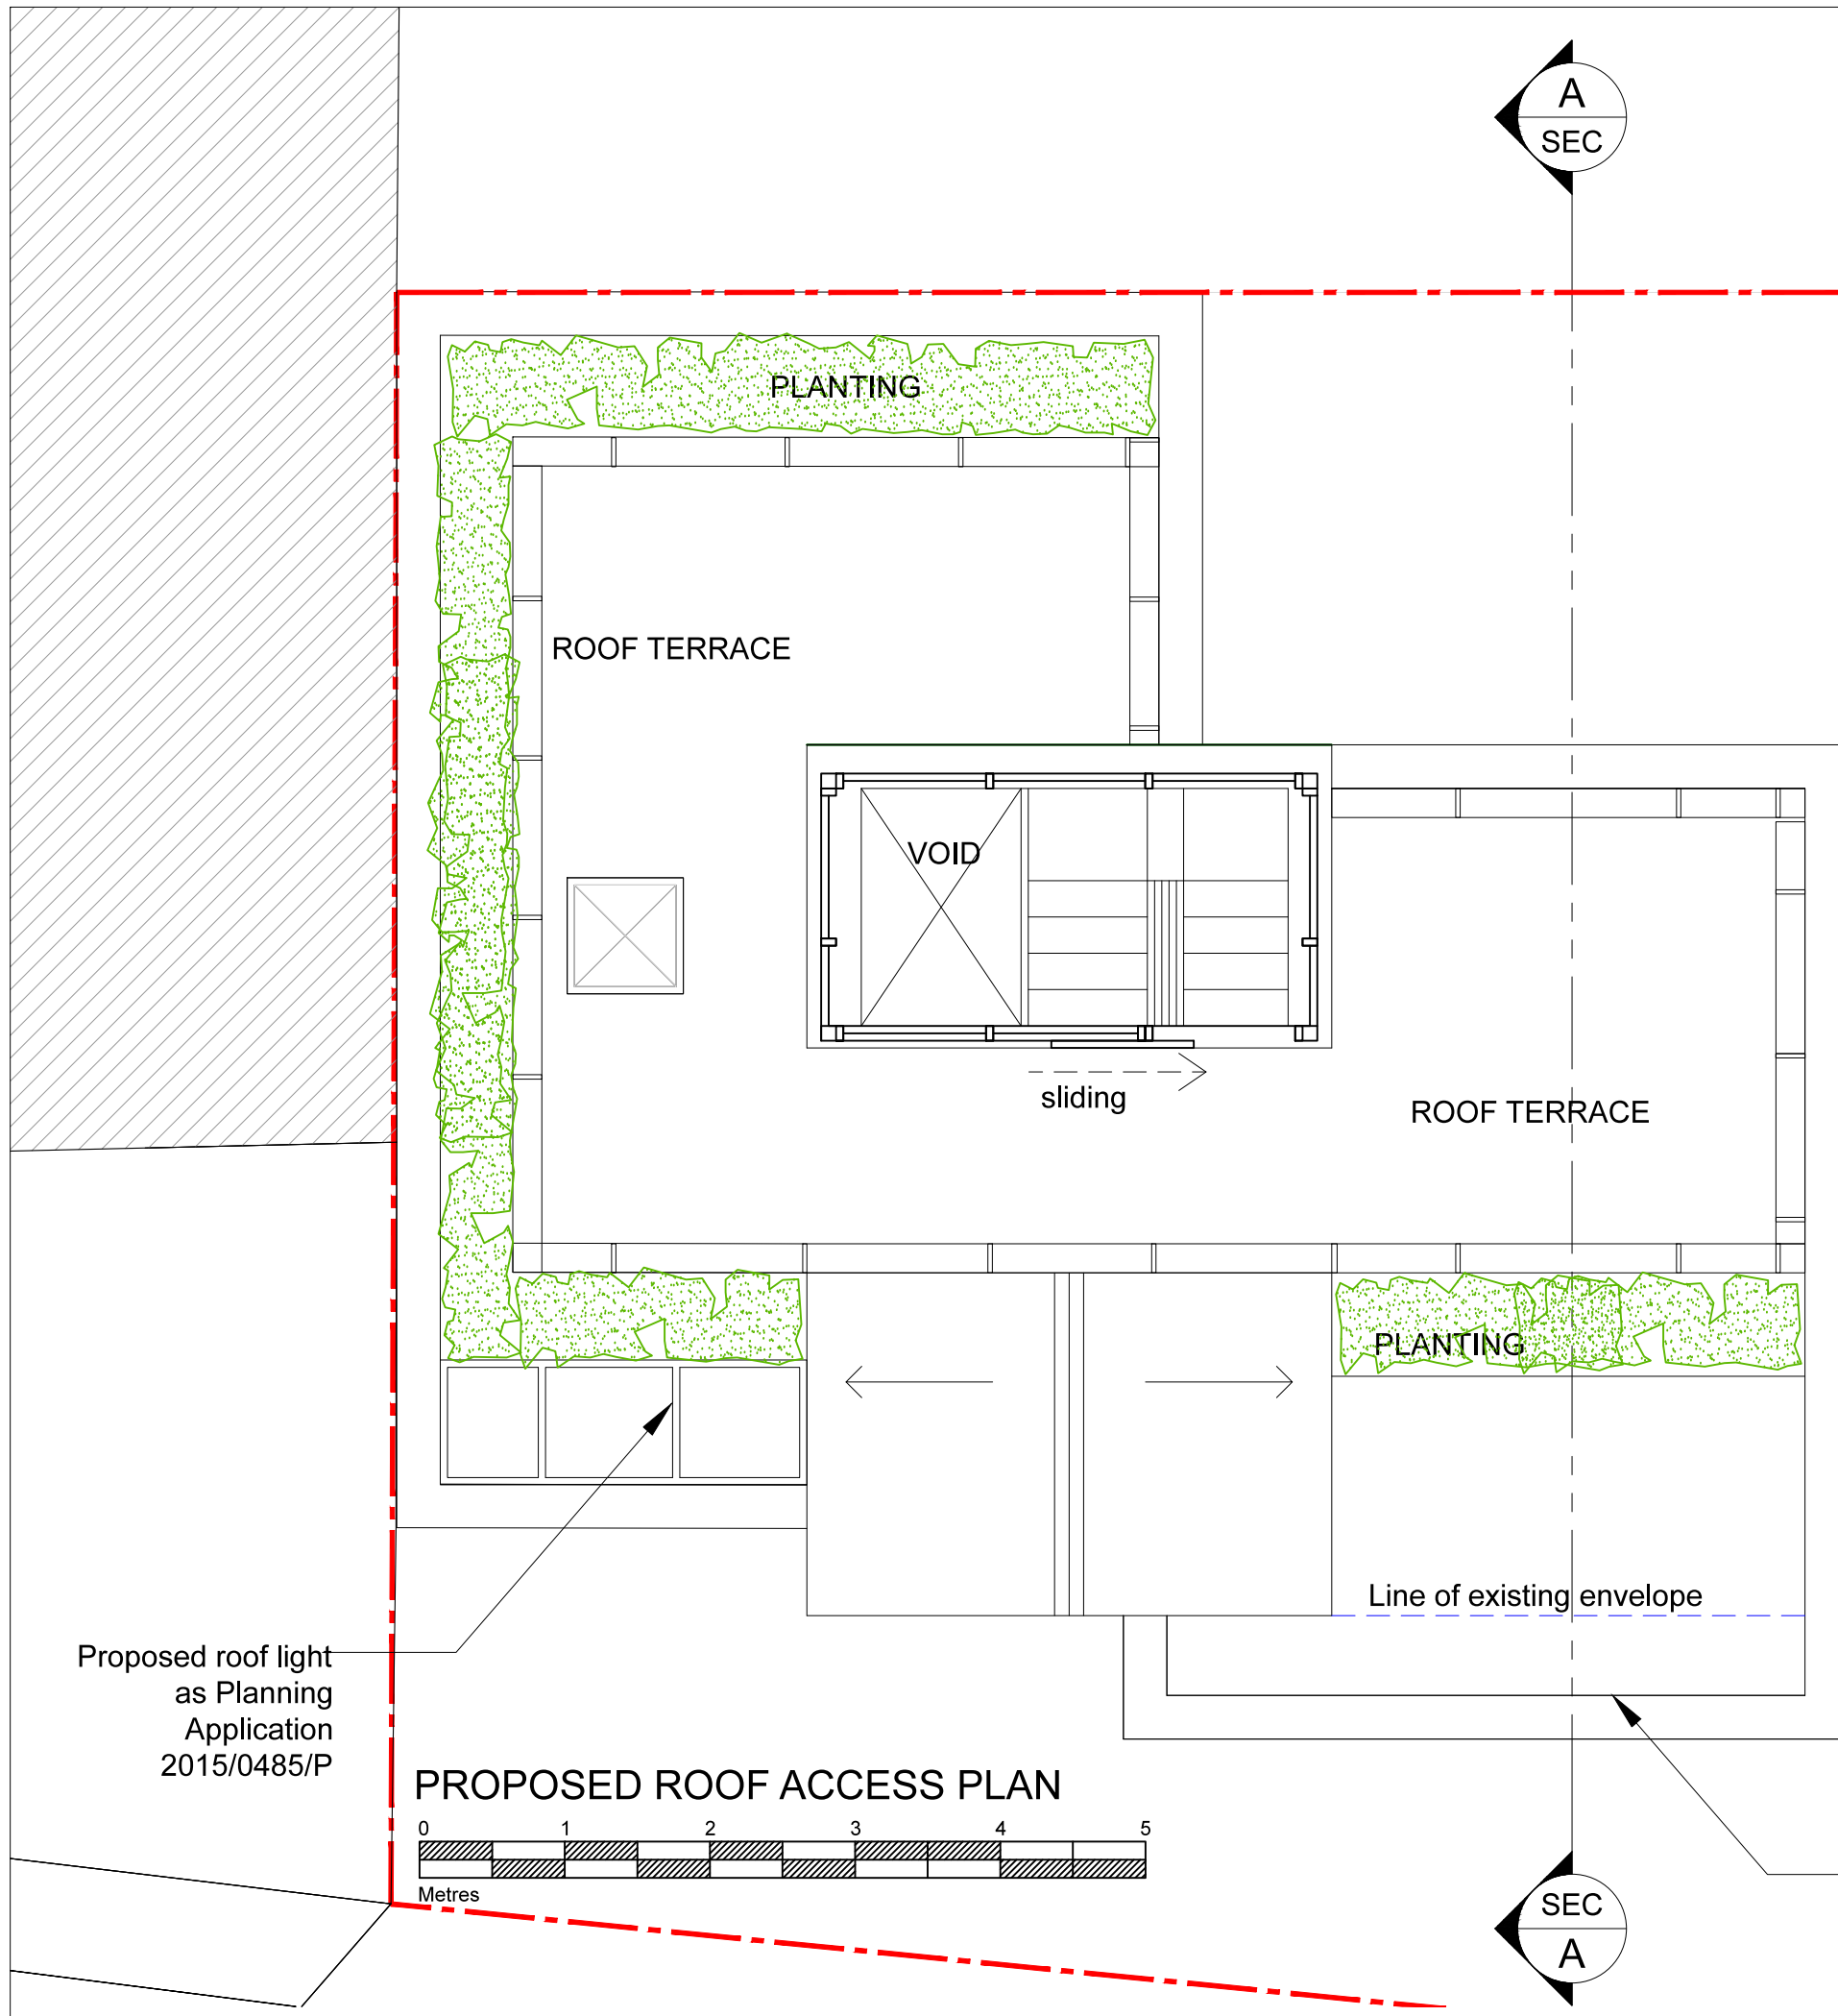 A
SEC
PLANTING
ROOF TERRACE
VOID
sliding
ROOF TERRACE
PLANTING
Line of existing envelope
Proposed roof light
as Planning
Application
2015/0485/P
PROPOSED ROOF ACCESS PLAN
0 1 2 3 4 5
Metres
SEC
A